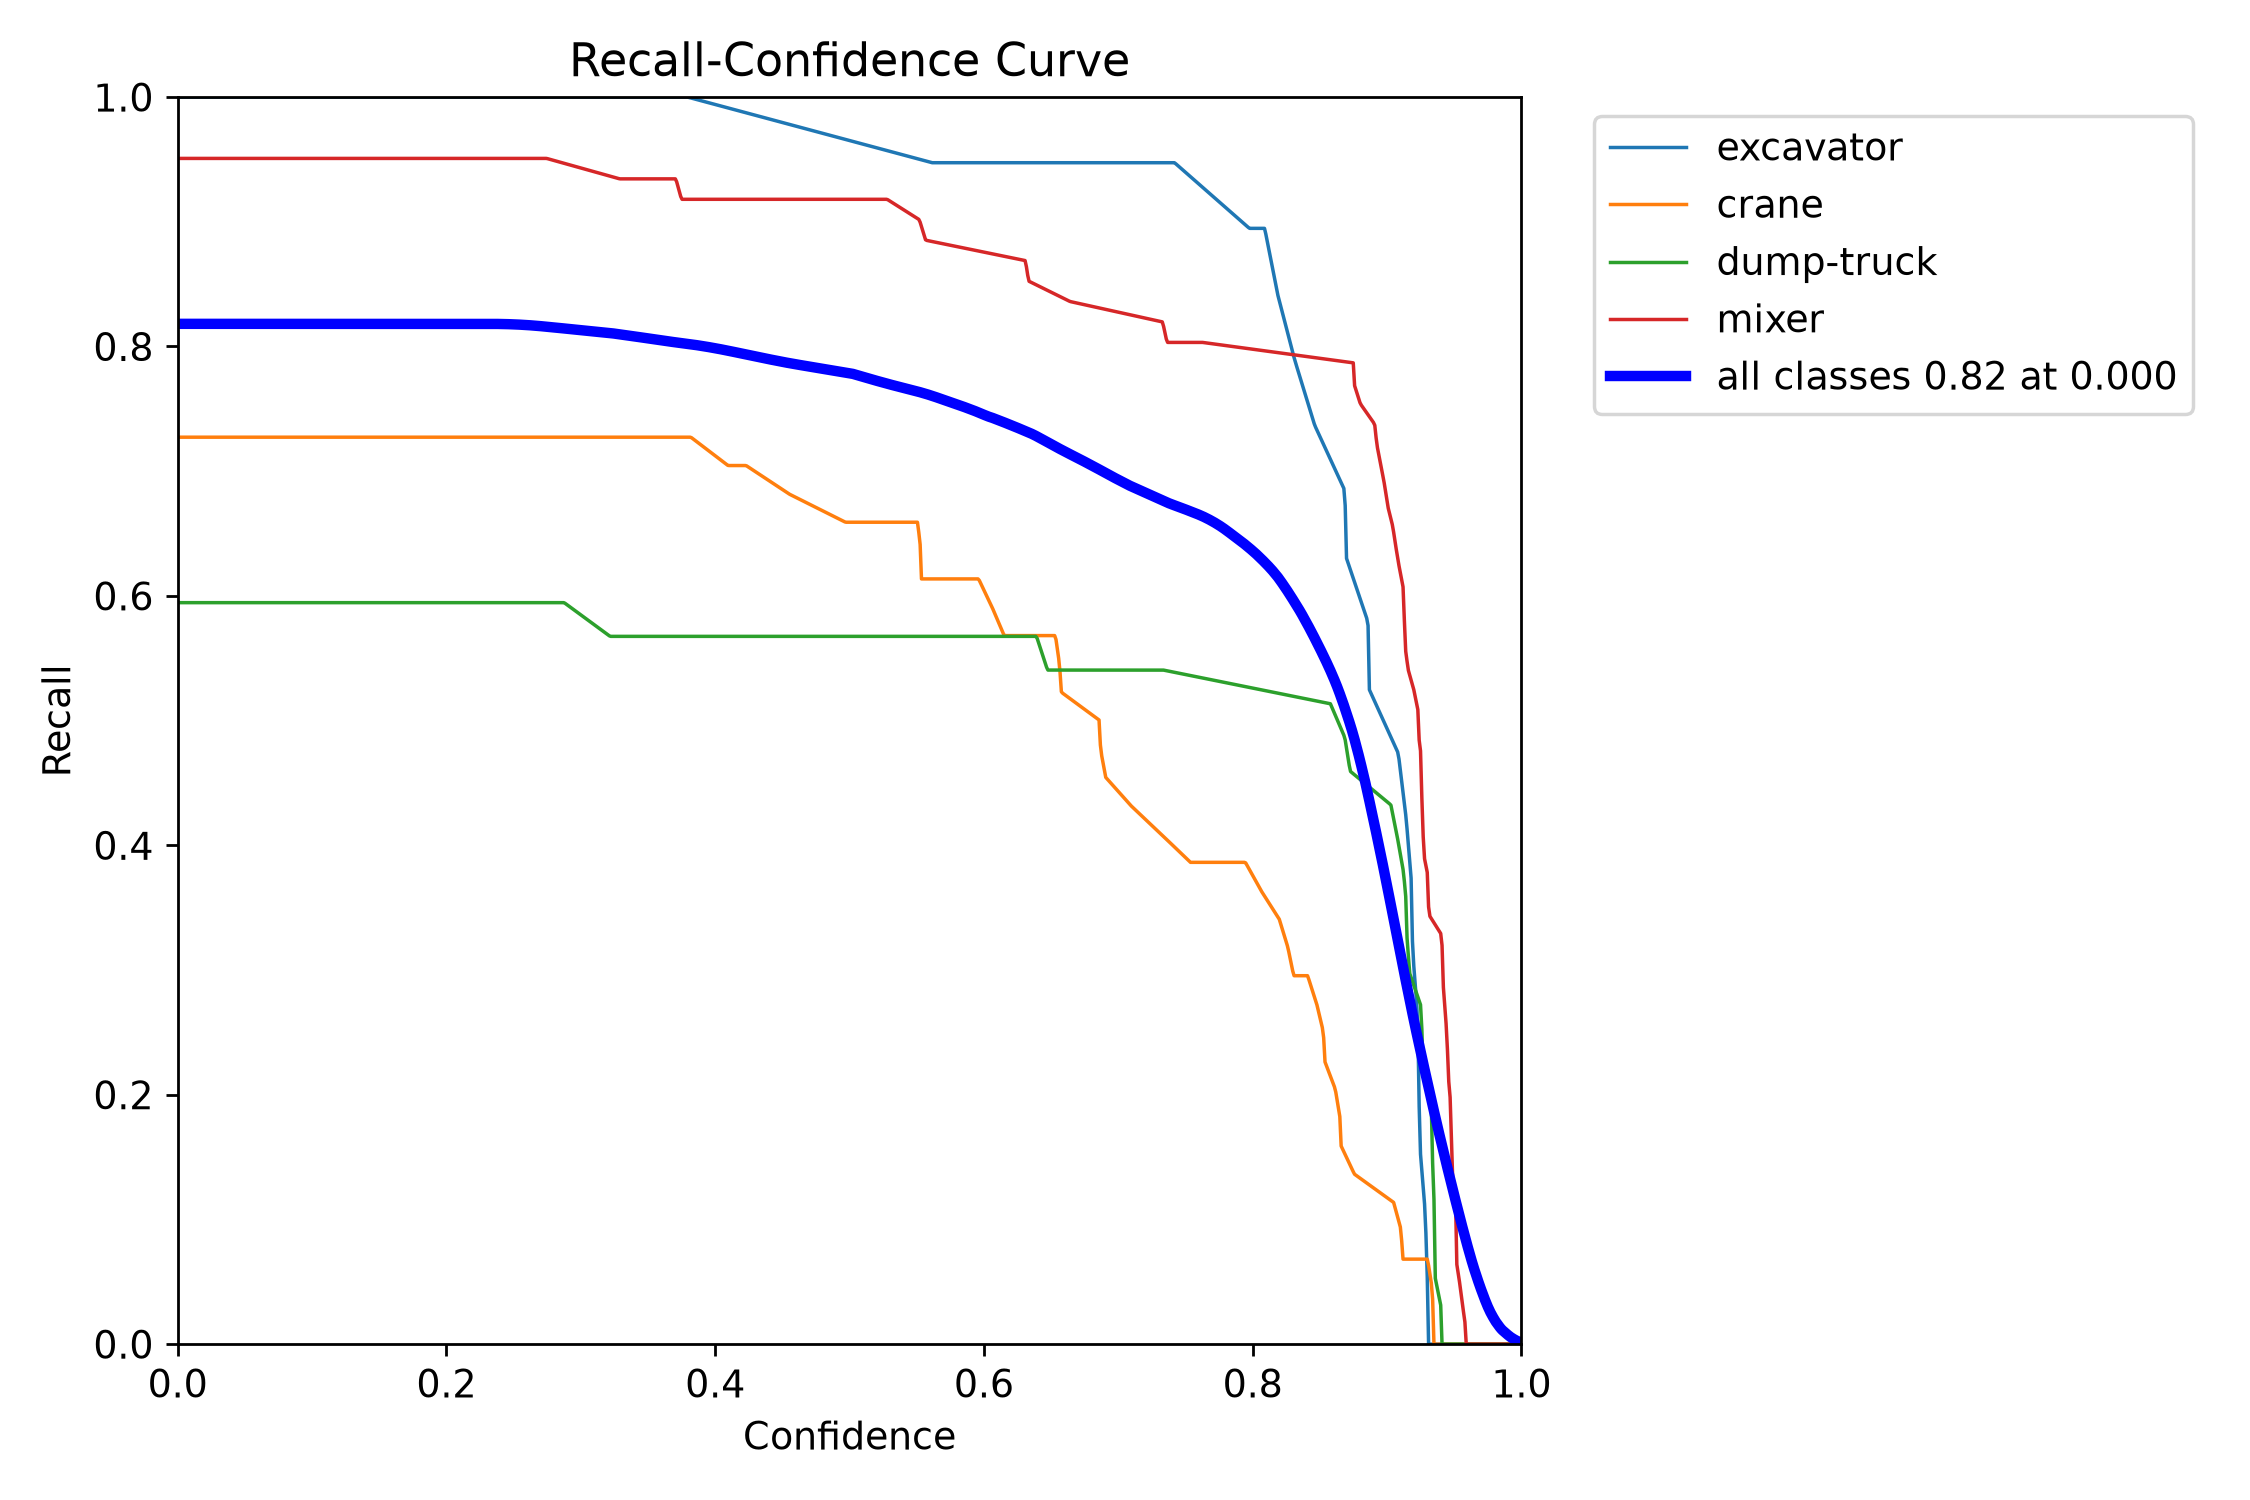 Recall-Confidence Curve
1.0
0.8
0.6
0.4
0.2
0.0
Recall
0.0 0.2 0.4 0.6 0.8 1.0
Confidence
excavator
crane
dump-truck
mixer
all classes 0.82 at 0.000